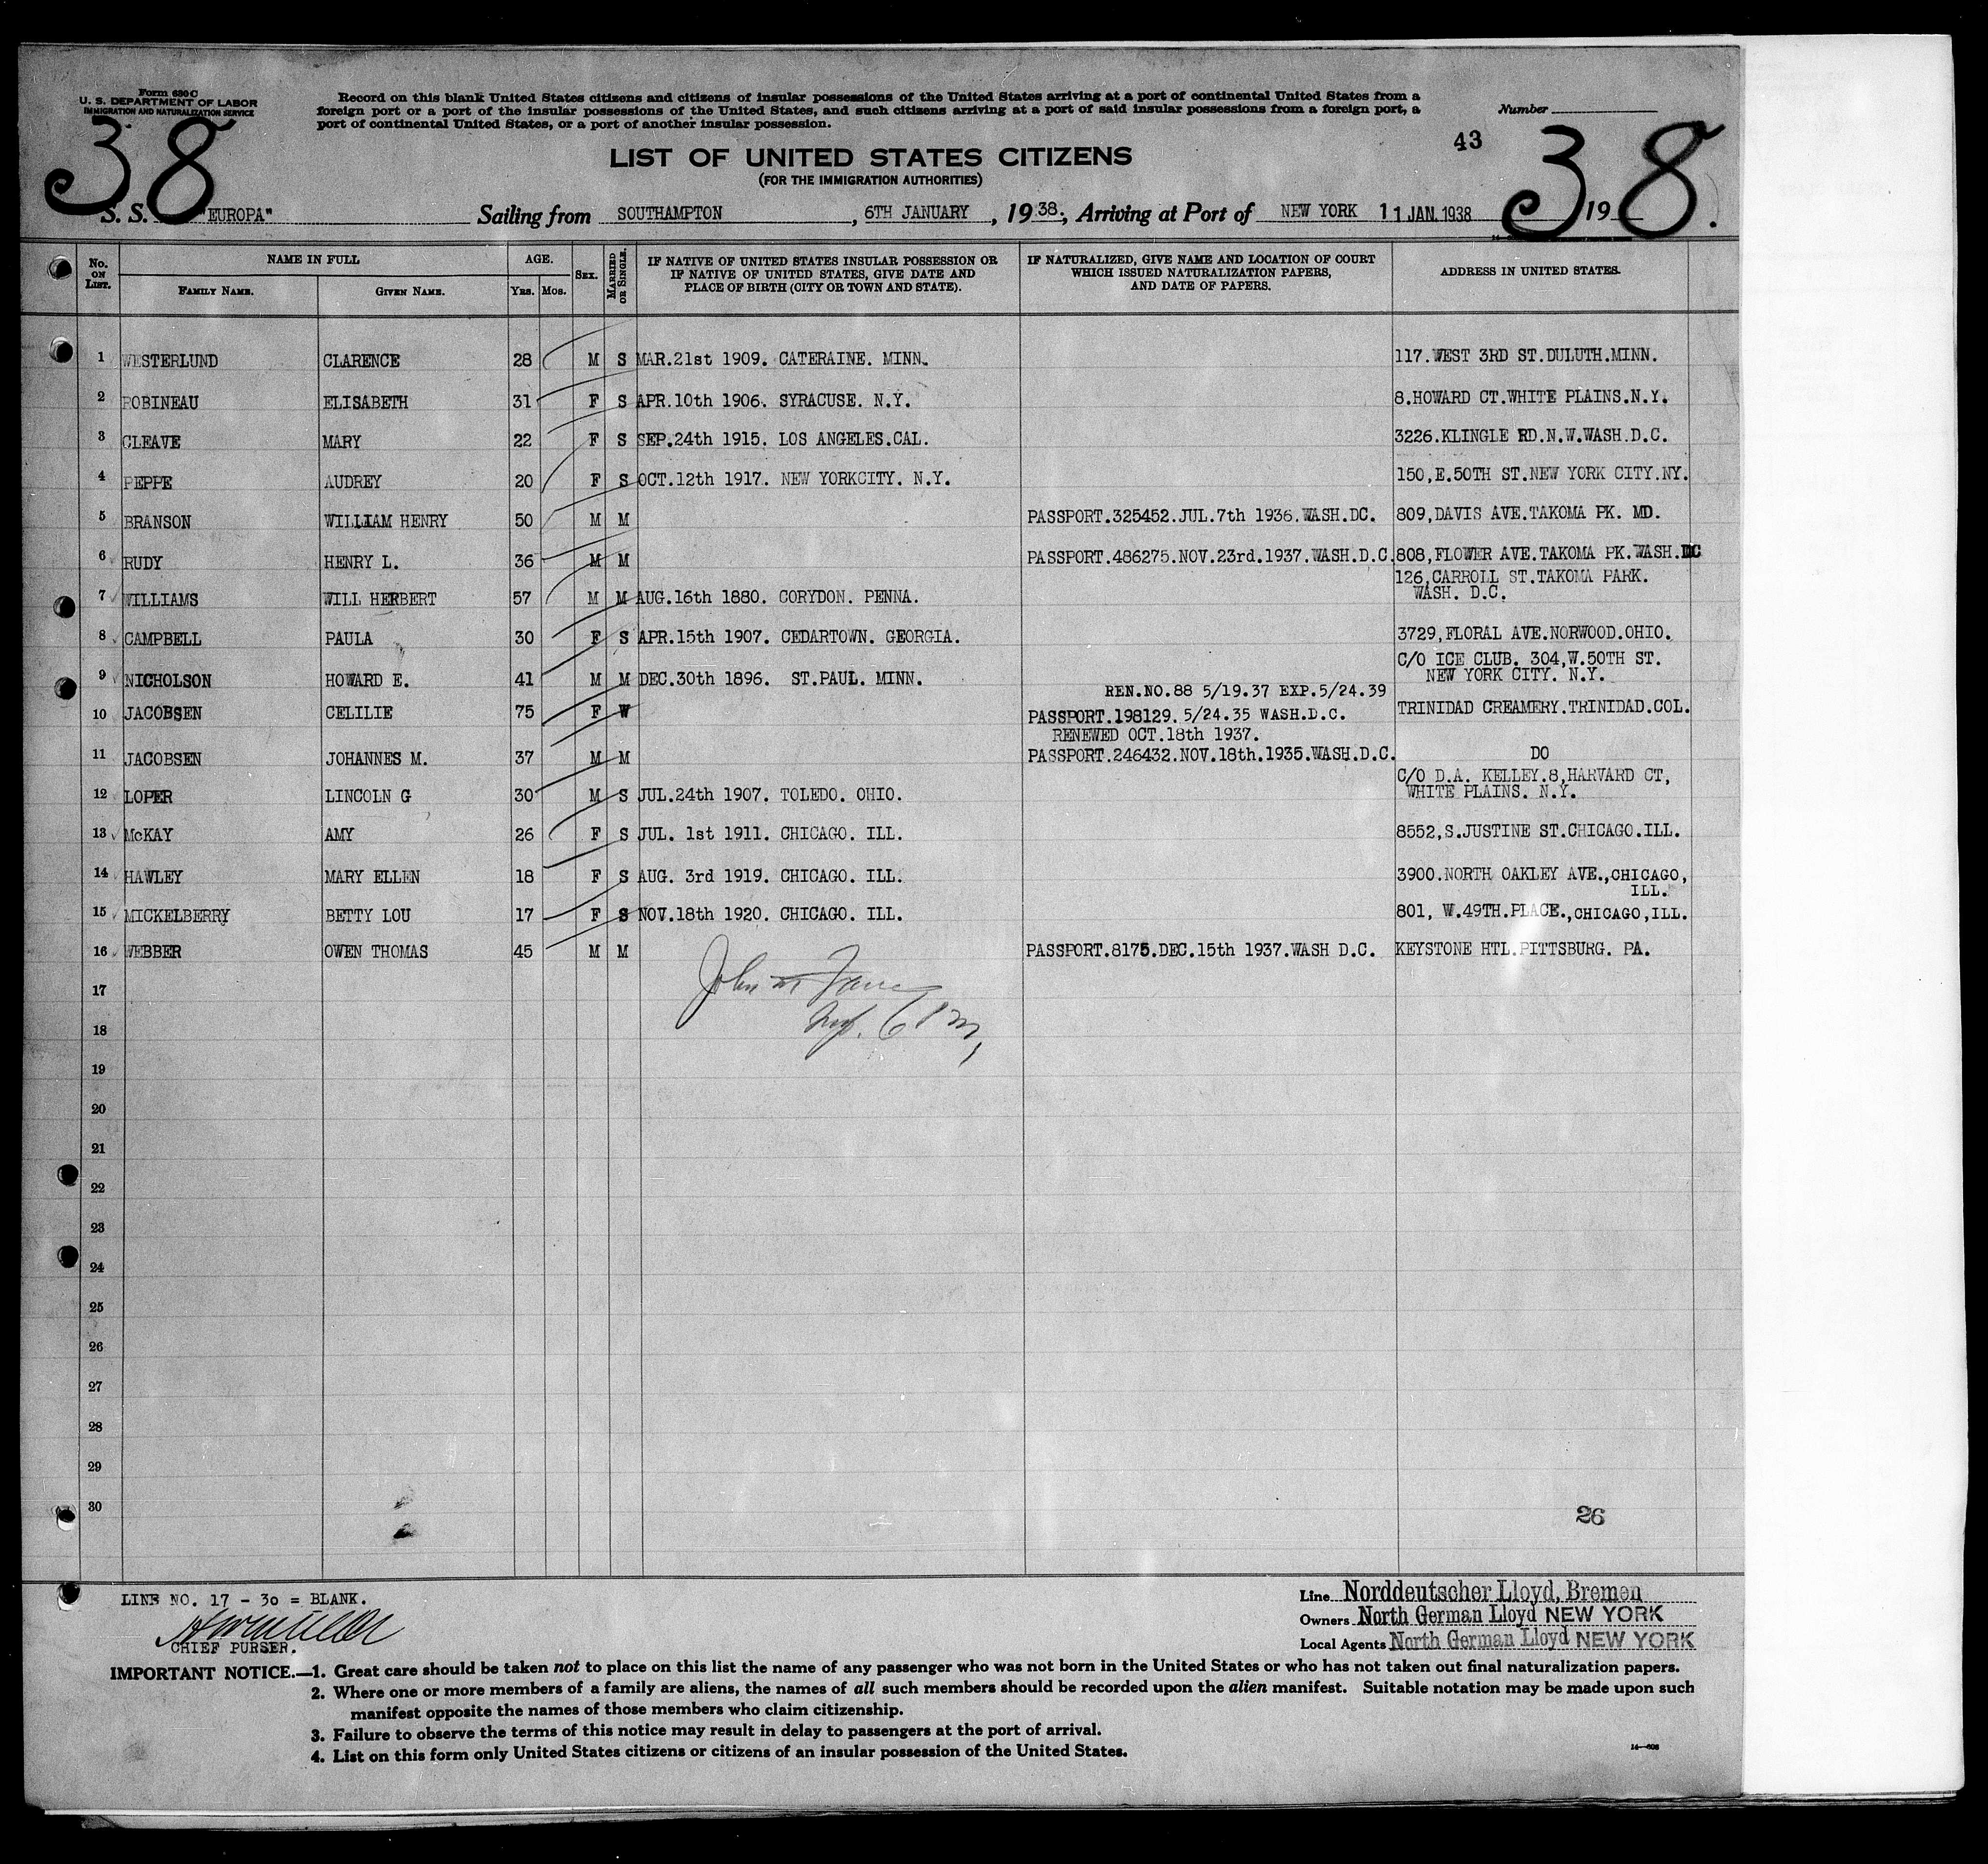 Form 630 C
U. S. DEPARTMENT OF LABOR
IMMIGRATION AND NATURALIZATION SERVICE
Record on this blank United States citizens and citizens of insular possessions of the United States arriving at a port of continental United States from a
foreign port or a port of the insular possessions of the United States, and such citizens arriving at a port of said insular possessions from a foreign port, a
port of continental United States, or a port of another insular possession.
Number
38
43
38.
LIST OF UNITED STATES CITIZENS
(FOR THE IMMIGRATION AUTHORITIES)
S. S. "EUROPA" Sailing from SOUTHAMPTON, 6TH JANUARY, 1938., Arriving at Port of NEW YORK 11 JAN. 1938 19
No. ON LIST. NAME IN FULL FAMILY NAME. GIVEN NAME. AGE. YRS. MOS. SEX. MARRIED OR SINGLE. IF NATIVE OF UNITED STATES INSULAR POSSESSION OR IF NATIVE OF UNITED STATES, GIVE DATE AND PLACE OF BIRTH (CITY OR TOWN AND STATE). IF NATURALIZED, GIVE NAME AND LOCATION OF COURT WHICH ISSUED NATURALIZATION PAPERS, AND DATE OF PAPERS. ADDRESS IN UNITED STATES.
1 WESTERLUND CLARENCE 28 M S MAR.21st 1909. CATERAINE. MINN. 117.WEST 3RD ST.DULUTH.MINN.
2 ROBINEAU ELISABETH 31 F S APR.10th 1906. SYRACUSE. N.Y. 8.HOWARD CT.WHITE PLAINS.N.Y.
3 CLEAVE MARY 22 F S SEP.24th 1915. LOS ANGELES.CAL. 3226.KLINGLE RD.N.W.WASH.D.C.
4 PEPPE AUDREY 20 F S OCT.12th 1917. NEW YORKCITY. N.Y. 150,E.50TH ST.NEW YORK CITY.NY.
5 BRANSON WILLIAM HENRY 50 M M PASSPORT.325452.JUL.7th 1936.WASH.DC. 809,DAVIS AVE.TAKOMA PK. MD.
6 RUDY HENRY L. 36 M M PASSPORT.486275.NOV.23rd.1937.WASH.D.C. 808,FLOWER AVE.TAKOMA PK.WASH.DC
126,CARROLL ST.TAKOMA PARK.
7 WILLIAMS WILL HERBERT 57 M M AUG.16th 1880. CORYDON. PENNA. WASH. D.C.
8 CAMPBELL PAULA 30 F S APR.15th 1907. CEDARTOWN. GEORGIA. 3729,FLORAL AVE.NORWOOD.OHIO.
C/O ICE CLUB. 304,W.50TH ST.
9 NICHOLSON HOWARD E. 41 M M DEC.30th 1896. ST.PAUL. MINN. NEW YORK CITY. N.Y.
REN.NO.88 5/19.37 EXP.5/24.39
10 JACOBSEN CELILIE 75 F W PASSPORT.198129. 5/24.35 WASH.D.C. TRINIDAD CREAMERY.TRINIDAD.COL.
RENEWED OCT.18th 1937.
11 JACOBSEN JOHANNES M. 37 M M PASSPORT.246432.NOV.18th.1935.WASH.D.C. DO
C/O D.A. KELLEY.8,HARVARD CT,
12 LOPER LINCOLN G 30 M S JUL.24th 1907. TOLEDO. OHIO. WHITE PLAINS. N.Y.
13 McKAY AMY 26 F S JUL. 1st 1911. CHICAGO. ILL. 8552,S.JUSTINE ST.CHICAGO.ILL.
14 HAWLEY MARY ELLEN 18 F S AUG. 3rd 1919. CHICAGO. ILL. 3900.NORTH OAKLEY AVE.,CHICAGO,
ILL.
15 MICKELBERRY BETTY LOU 17 F S NOV.18th 1920. CHICAGO. ILL. 801, W.49TH.PLACE.,CHICAGO,ILL.
16 WEBBER OWEN THOMAS 45 M M PASSPORT.8175.DEC.15th 1937.WASH D.C. KEYSTONE HTL.PITTSBURG. PA.
17 John
18
19
20
21
22
23
24
25
26
27
28
29
30
26
LINE NO. 17 - 30 = BLANK.
CHIEF PURSER.
Line Norddeutscher Lloyd, Bremen
Owners North German Lloyd NEW YORK
Local Agents North German Lloyd NEW YORK
IMPORTANT NOTICE.—1. Great care should be taken not to place on this list the name of any passenger who was not born in the United States or who has not taken out final naturalization papers.
2. Where one or more members of a family are aliens, the names of all such members should be recorded upon the alien manifest. Suitable notation may be made upon such
manifest opposite the names of those members who claim citizenship.
3. Failure to observe the terms of this notice may result in delay to passengers at the port of arrival.
4. List on this form only United States citizens or citizens of an insular possession of the United States.